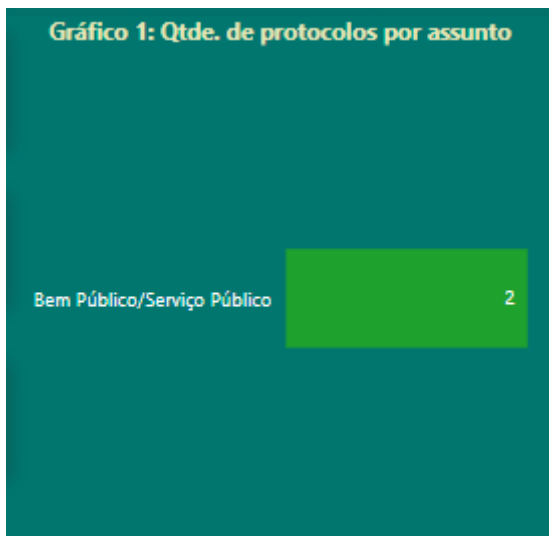 Gráfico 1: Qtde. de protocolos por assunto
Bem Público/Serviço Público
2